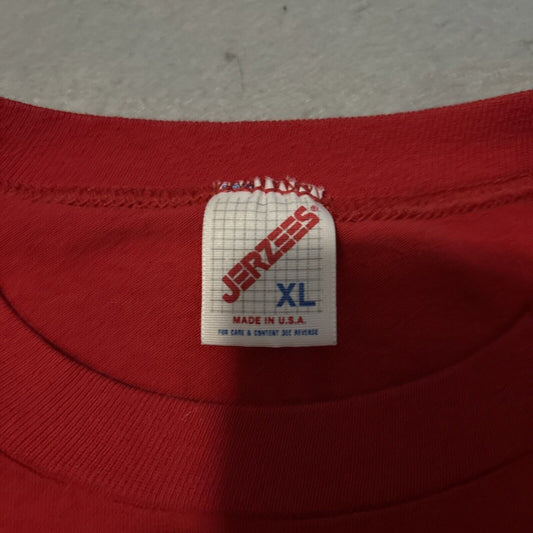 JERZEES®
XL
MADE IN U.S.A.
FOR CARE & CONTENT SEE REVERSE